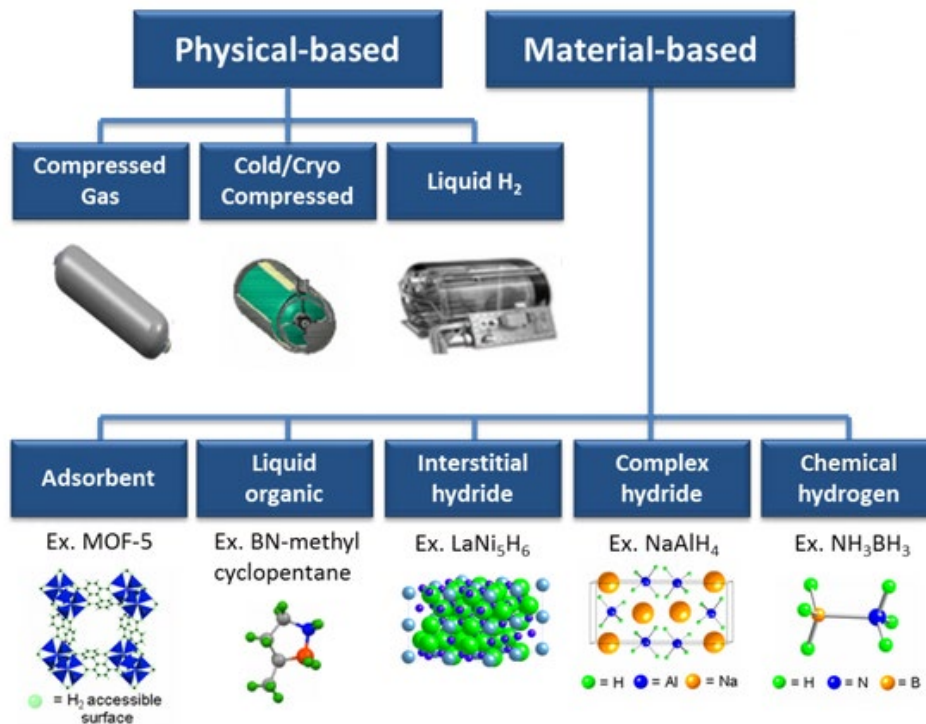 Physical-based
Material-based
Compressed
Gas
Cold/Cryo
Compressed
Liquid H₂
Adsorbent
Liquid
organic
Interstitial
hydride
Complex
hydride
Chemical
hydrogen
Ex. MOF-5
Ex. BN-methyl
cyclopentane
Ex. LaNi₅H₆
Ex. NaAlH₄
Ex. NH₃BH₃
= H₂ accessible
surface
= H = Al = Na
= H = N = B